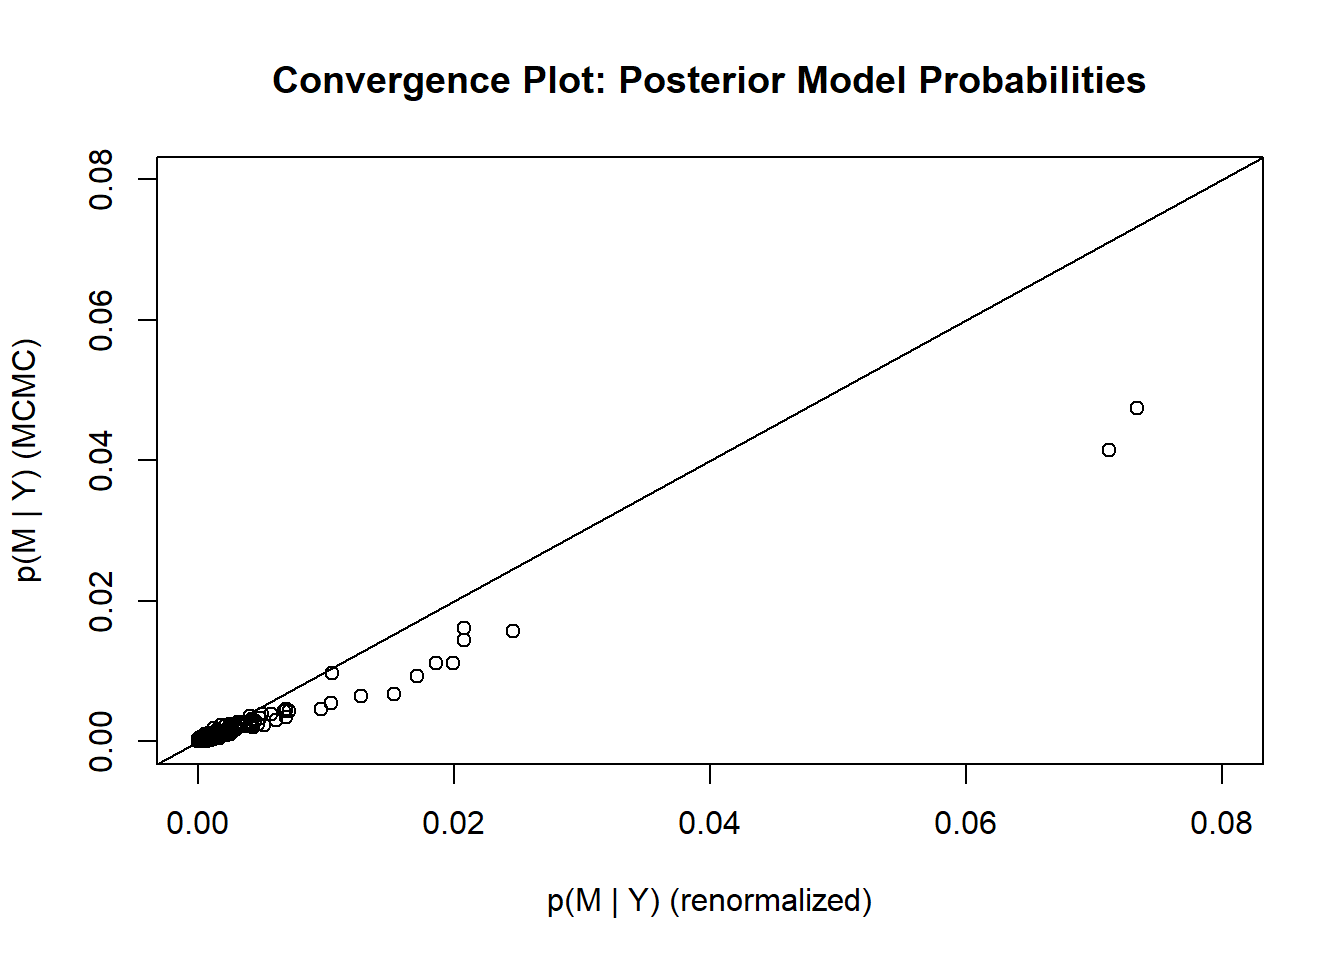 Convergence Plot: Posterior Model Probabilities
p(M | Y) (MCMC)
0.08
0.06
0.04
0.02
0.00
0.00 0.02 0.04 0.06 0.08
p(M | Y) (renormalized)